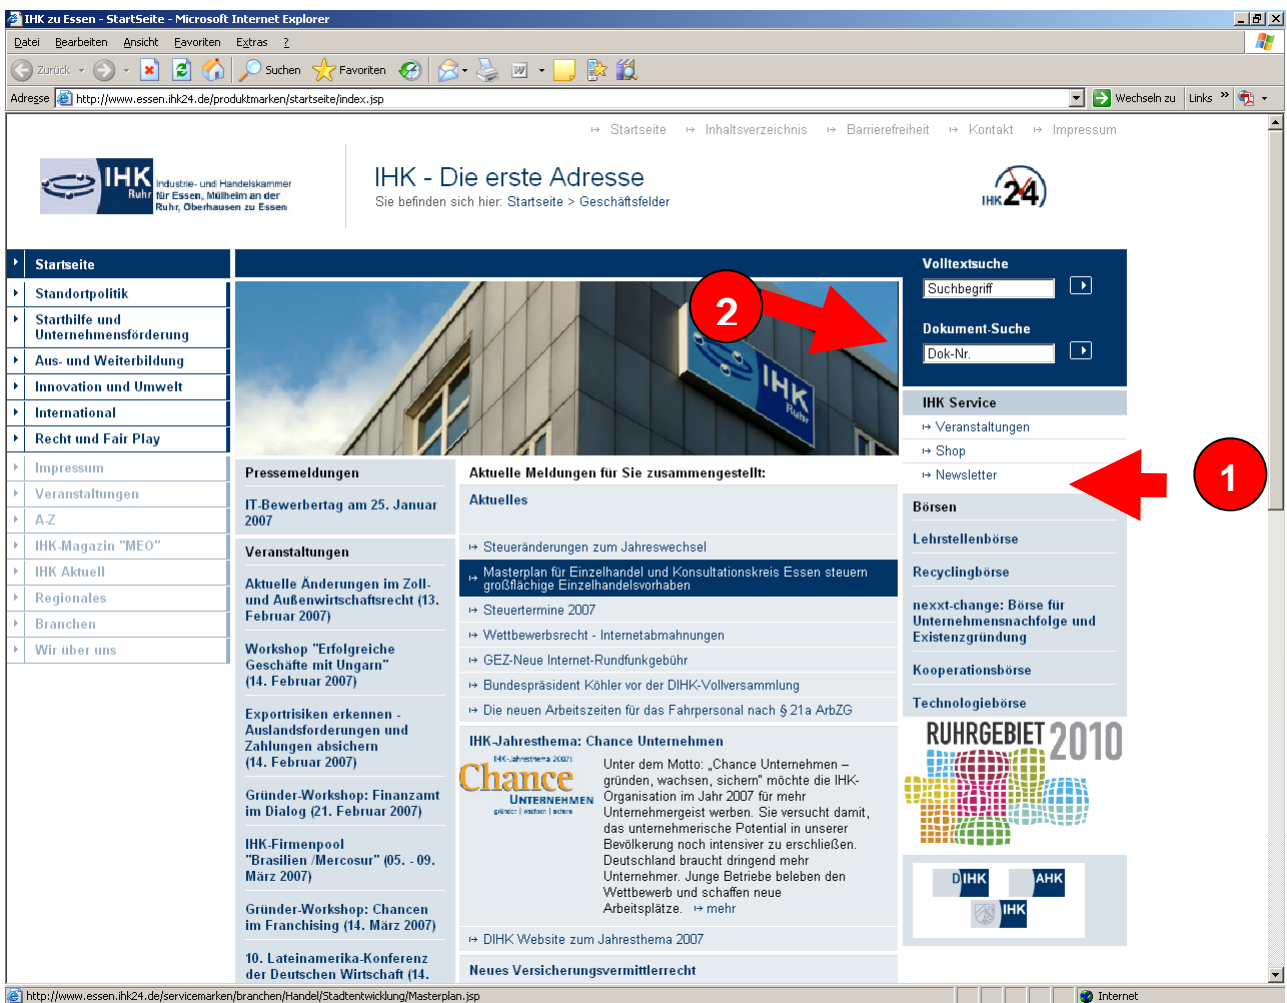 IHK zu Essen - StartSeite - Microsoft Internet Explorer
Datei Bearbeiten Ansicht Favoriten Extras ?
Zurück Suchen Favoriten
Adresse http://www.essen.ihk24.de/produktmarken/startseite/index.jsp Wechseln zu Links »
Startseite Inhaltsverzeichnis Barrierefreiheit Kontakt Impressum
IHK Ruhr
Industrie- und Handelskammer
für Essen, Mülheim an der
Ruhr, Oberhausen zu Essen
IHK - Die erste Adresse
Sie befinden sich hier: Startseite > Geschäftsfelder
IHK 24
Startseite
Standortpolitik
Starthilfe und
Unternehmensförderung
Aus- und Weiterbildung
Innovation und Umwelt
International
Recht und Fair Play
Impressum
Veranstaltungen
A-Z
IHK-Magazin "MEO"
IHK Aktuell
Regionales
Branchen
Wir über uns
2
IHK
Ruhr
Volltextsuche
Suchbegriff
Dokument-Suche
Dok-Nr.
IHK Service
Veranstaltungen
Shop
Newsletter
1
Börsen
Lehrstellenbörse
Recyclingbörse
nexxt-change: Börse für
Unternehmensnachfolge und
Existenzgründung
Kooperationsbörse
Technologiebörse
RUHRGEBIET 2010
DIHK
AHK
IHK
Pressemeldungen
IT-Bewerbertag am 25. Januar
2007
Veranstaltungen
Aktuelle Änderungen im Zoll-
und Außenwirtschaftsrecht (13.
Februar 2007)
Workshop "Erfolgreiche
Geschäfte mit Ungarn"
(14. Februar 2007)
Exportrisiken erkennen -
Auslandsforderungen und
Zahlungen absichern
(14. Februar 2007)
Gründer-Workshop: Finanzamt
im Dialog (21. Februar 2007)
IHK-Firmenpool
"Brasilien /Mercosur" (05. - 09.
März 2007)
Gründer-Workshop: Chancen
im Franchising (14. März 2007)
10. Lateinamerika-Konferenz
der Deutschen Wirtschaft (14.
Aktuelle Meldungen für Sie zusammengestellt:
Aktuelles
Steueränderungen zum Jahreswechsel
Masterplan für Einzelhandel und Konsultationskreis Essen steuern
großflächige Einzelhandelsvorhaben
Steuertermine 2007
Wettbewerbsrecht - Internetabmahnungen
GEZ-Neue Internet-Rundfunkgebühr
Bundespräsident Köhler vor der DIHK-Vollversammlung
Die neuen Arbeitszeiten für das Fahrpersonal nach § 21a ArbZG
IHK-Jahresthema: Chance Unternehmen
IHK-Jahresthema 2007:
Chance
UNTERNEHMEN
gründen | wachsen | sichern
Unter dem Motto: „Chance Unternehmen –
gründen, wachsen, sichern" möchte die IHK-
Organisation im Jahr 2007 für mehr
Unternehmergeist werben. Sie versucht damit,
das unternehmerische Potential in unserer
Bevölkerung noch intensiver zu erschließen.
Deutschland braucht dringend mehr
Unternehmer. Junge Betriebe beleben den
Wettbewerb und schaffen neue
Arbeitsplätze. mehr
DIHK Website zum Jahresthema 2007
Neues Versicherungsvermittlerrecht
http://www.essen.ihk24.de/servicemarken/branchen/Handel/Stadtentwicklung/Masterplan.jsp Internet